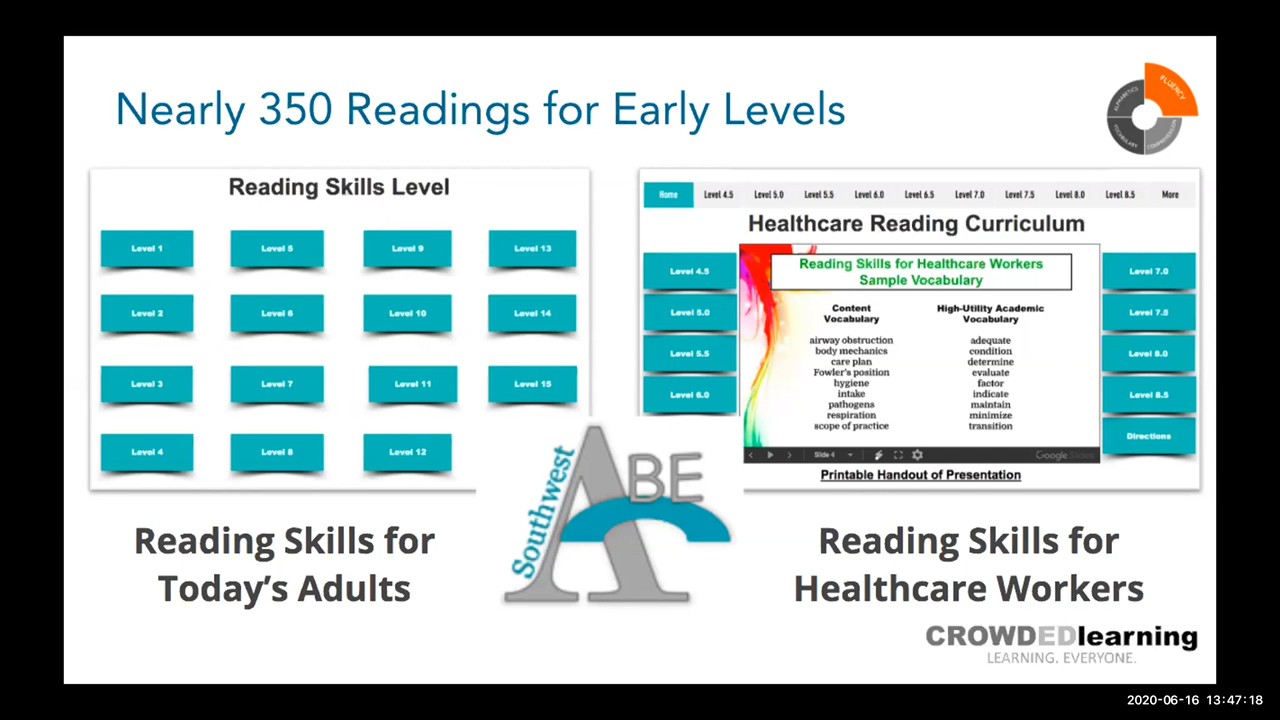 Nearly 350 Readings for Early Levels
FLUENCY
ALPHABETICS
VOCABULARY
COMPREHENSION
Reading Skills Level
Level 1
Level 5
Level 9
Level 13
Level 2
Level 6
Level 10
Level 14
Level 3
Level 7
Level 11
Level 15
Level 4
Level 8
Level 12
Home Level 4.5 Level 5.0 Level 5.5 Level 6.0 Level 6.5 Level 7.0 Level 7.5 Level 8.0 Level 8.5 More
Healthcare Reading Curriculum
Level 4.5
Level 5.0
Level 5.5
Level 6.0
Reading Skills for Healthcare Workers
Sample Vocabulary
Content
Vocabulary
airway obstruction
body mechanics
care plan
Fowler's position
hygiene
intake
pathogens
respiration
scope of practice
High-Utility Academic
Vocabulary
adequate
condition
determine
evaluate
factor
indicate
maintain
minimize
transition
Slide 4
Google Slides
Level 7.0
Level 7.5
Level 8.0
Level 8.5
Directions
Printable Handout of Presentation
Southwest
ABE
Reading Skills for
Today's Adults
Reading Skills for
Healthcare Workers
CROWDEDlearning
LEARNING. EVERYONE.
2020-06-16 13:47:18